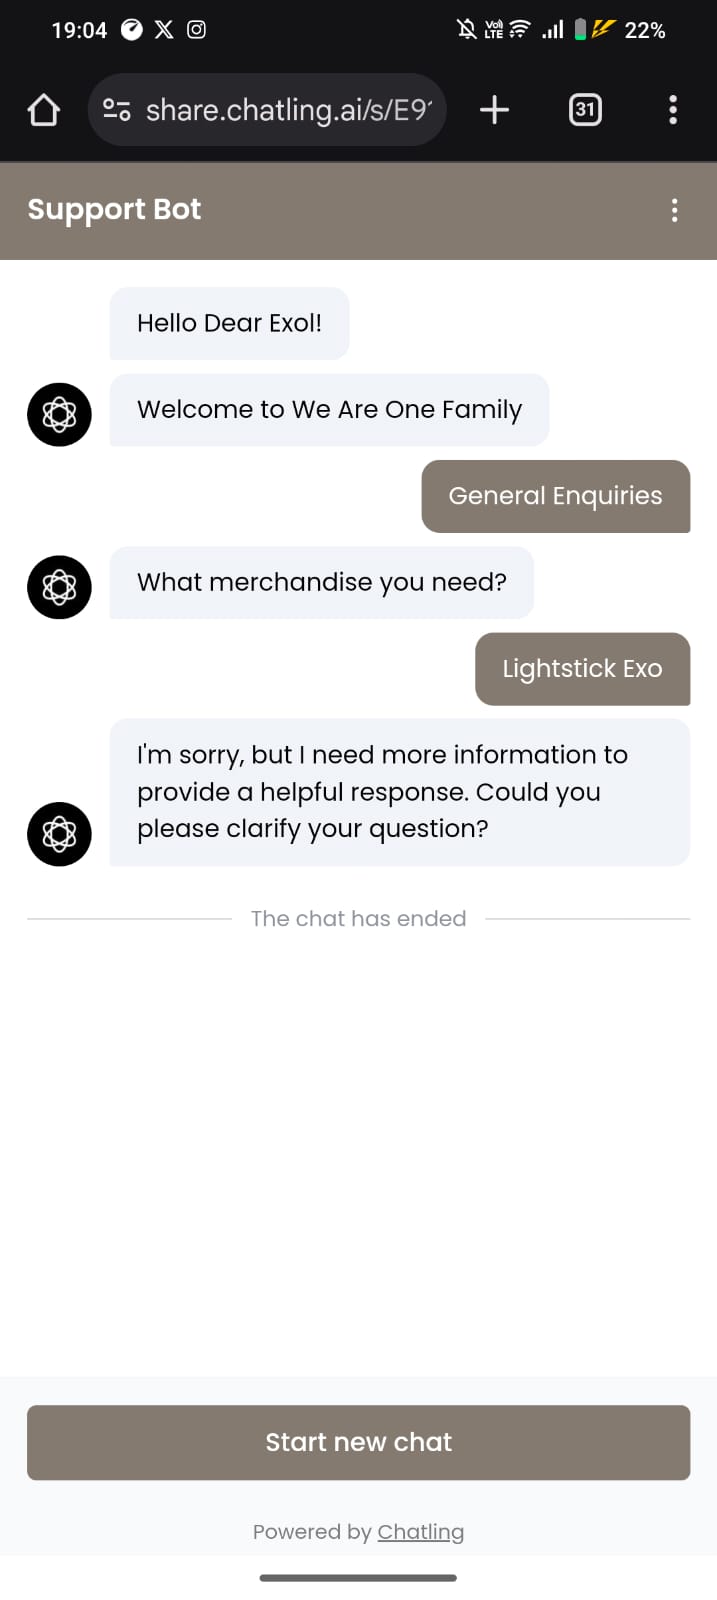 19:04 22%
share.chatling.ai/s/E9 31
Support Bot
Hello Dear Exol!
Welcome to We Are One Family
General Enquiries
What merchandise you need?
Lightstick Exo
I'm sorry, but I need more information to
provide a helpful response. Could you
please clarify your question?
The chat has ended
Start new chat
Powered by Chatling